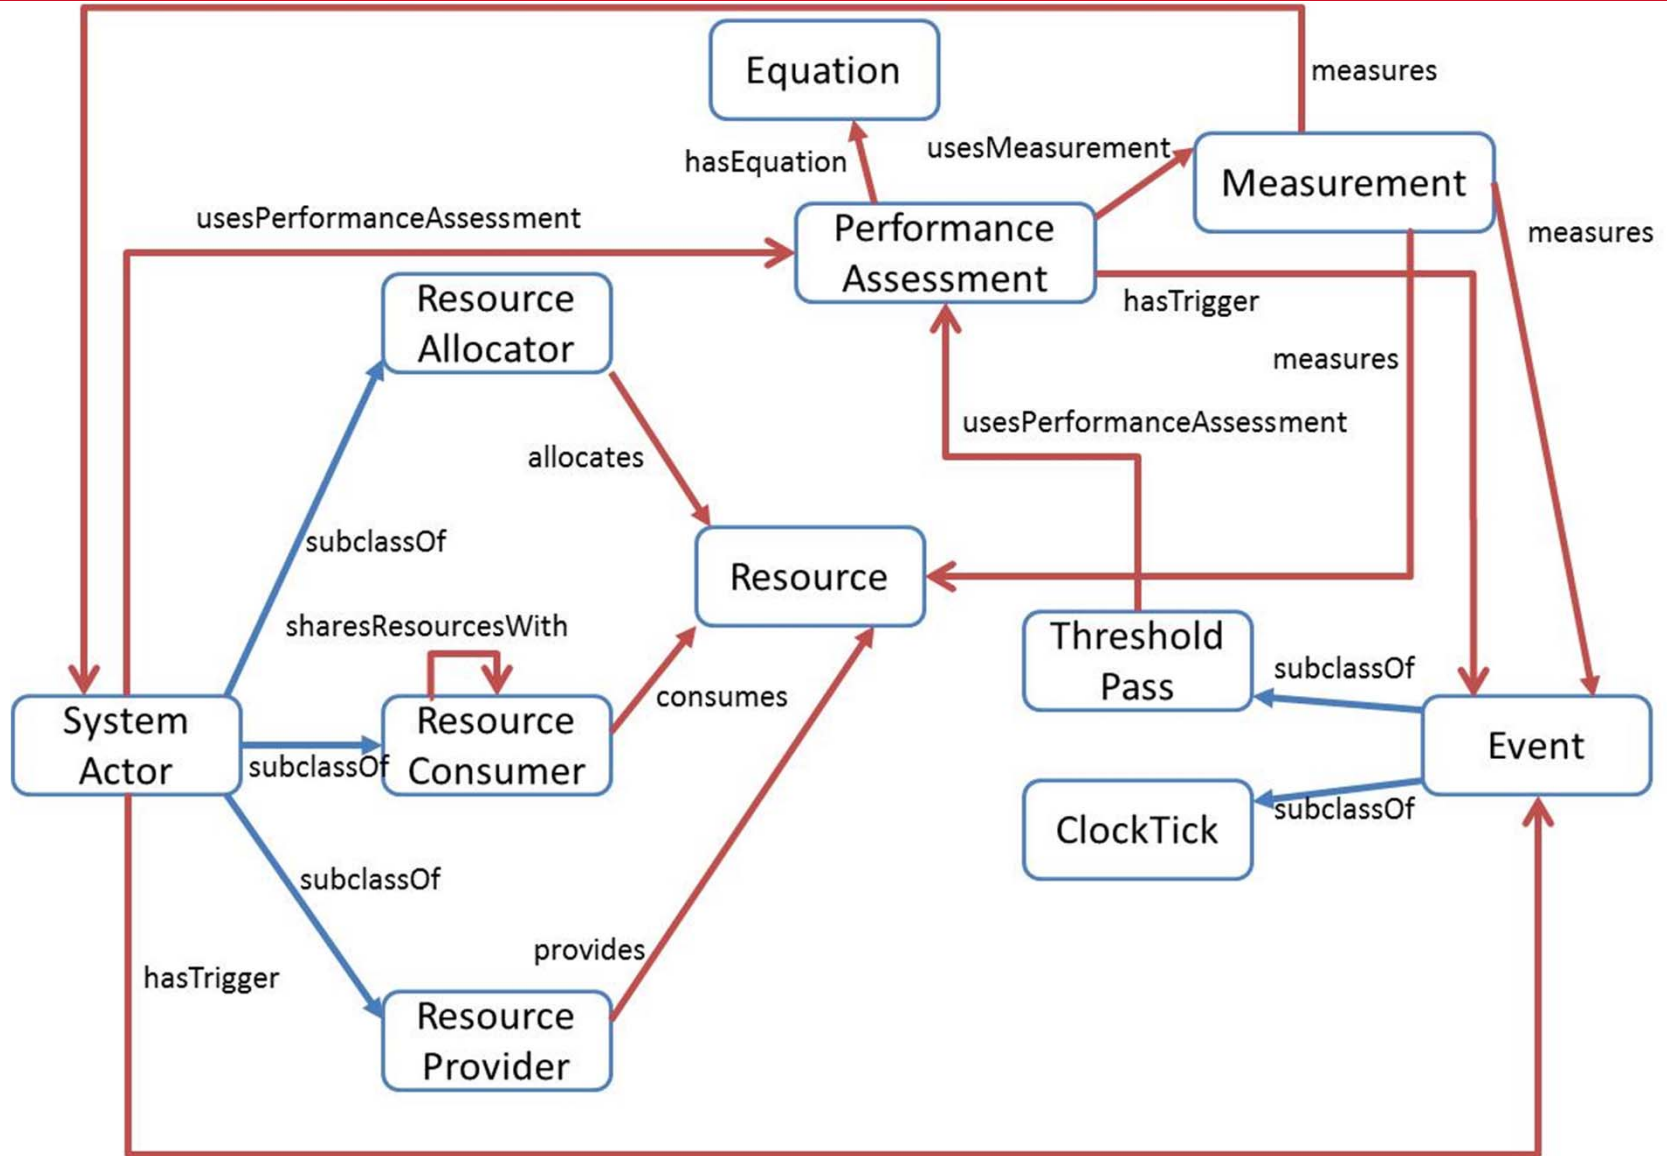 Equation
measures
hasEquation
usesMeasurement
Measurement
usesPerformanceAssessment
Performance
Assessment
measures
hasTrigger
Resource
Allocator
measures
usesPerformanceAssessment
allocates
subclassOf
Resource
sharesResourcesWith
Threshold
Pass
subclassOf
consumes
System
Actor
subclassOf
Resource
Consumer
Event
subclassOf
ClockTick
subclassOf
provides
hasTrigger
Resource
Provider